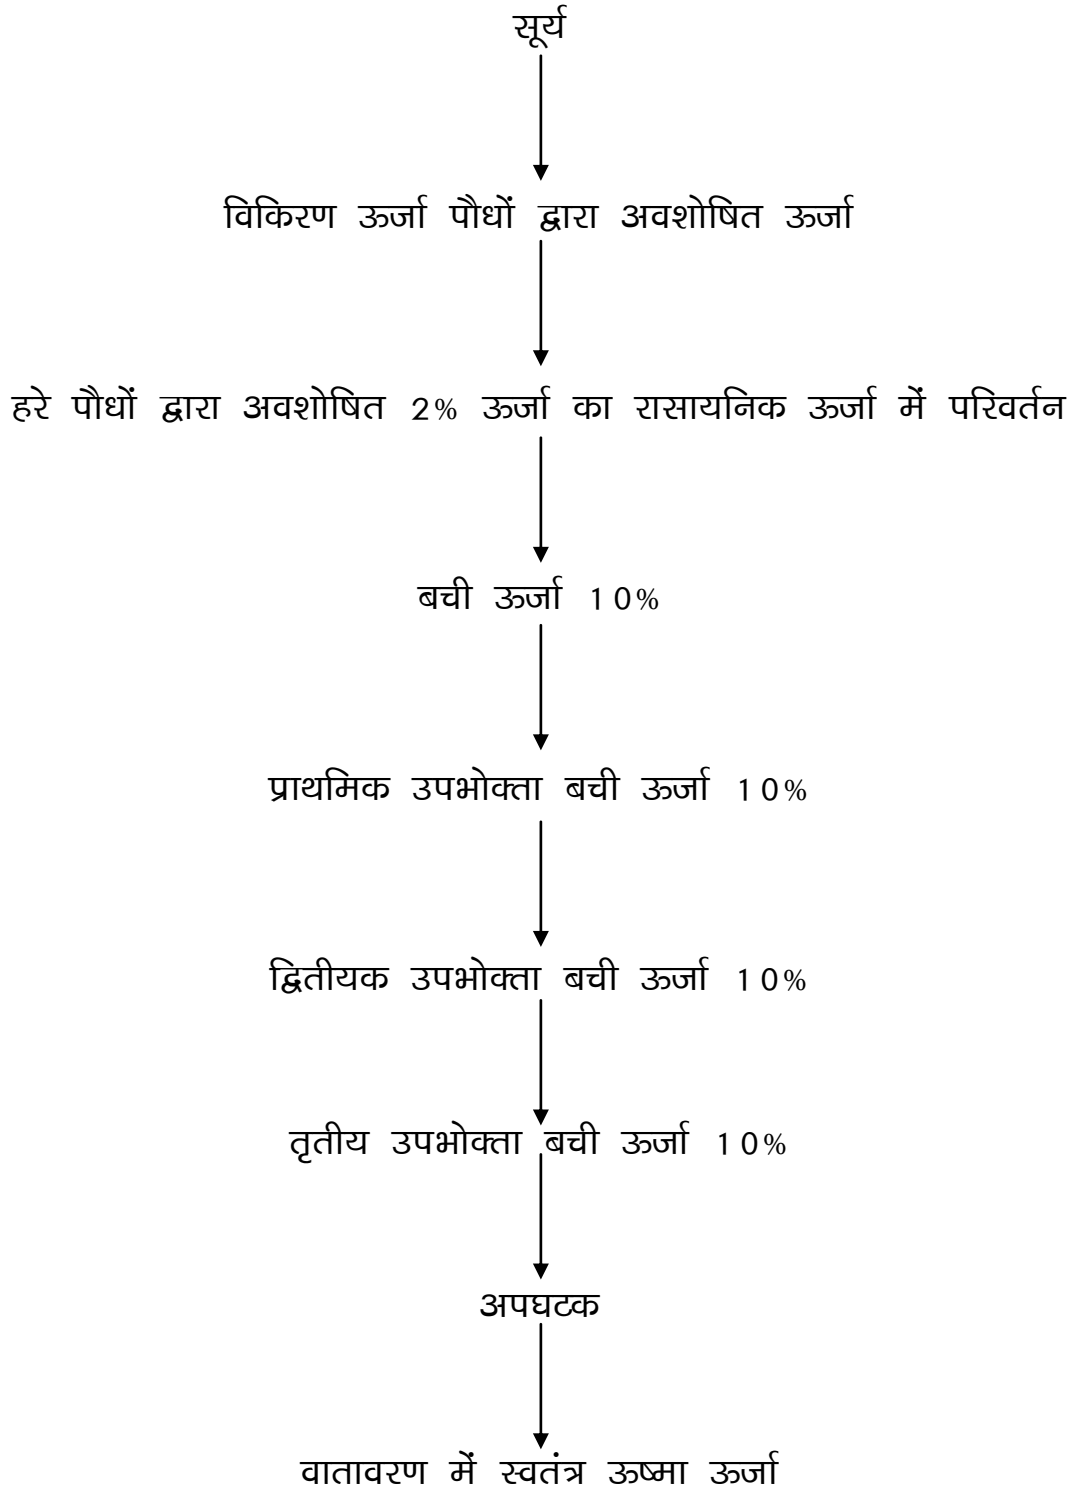 सूर्य
विकिरण ऊर्जा पौधों द्वारा अवशोषित ऊर्जा
हरे पौधों द्वारा अवशोषित 2% ऊर्जा का रासायनिक ऊर्जा में परिवर्तन
बची ऊर्जा 10%
प्राथमिक उपभोक्ता बची ऊर्जा 10%
द्वितीयक उपभोक्ता बची ऊर्जा 10%
तृतीय उपभोक्ता बची ऊर्जा 10%
अपघटक
वातावरण में स्वतंत्र ऊष्मा ऊर्जा